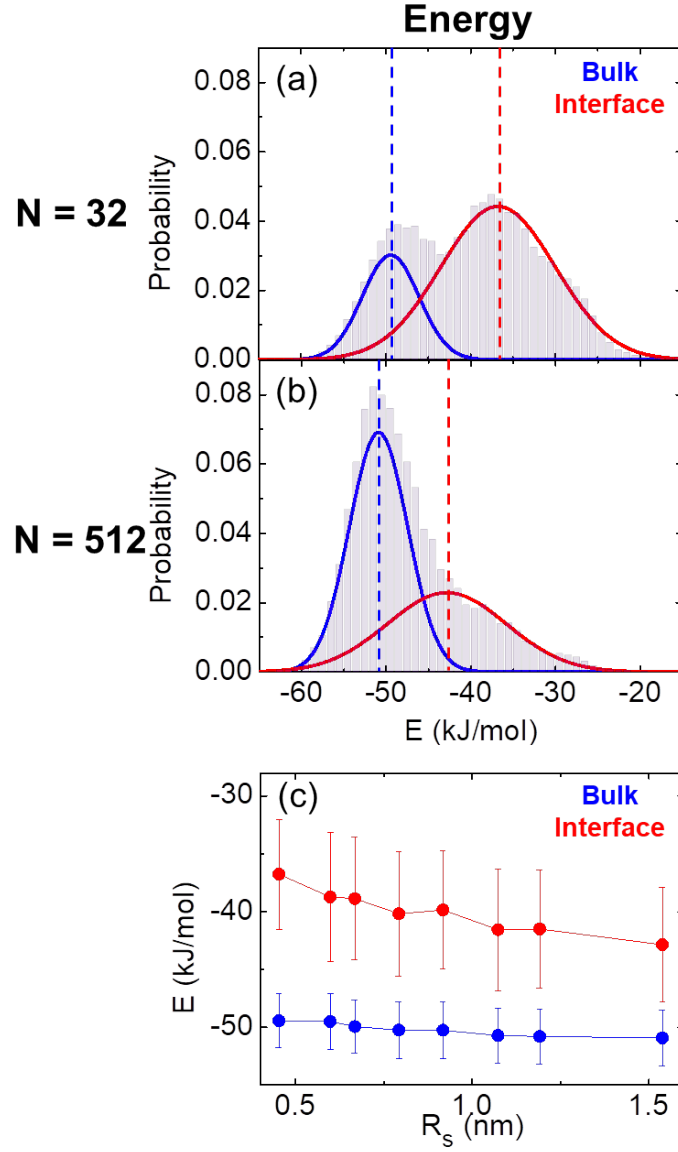 Energy
(a)
Bulk
Interface
N = 32
Probability
0.08
0.06
0.04
0.02
0.00
(b)
N = 512
Probability
0.08
0.06
0.04
0.02
0.00
-60 -50 -40 -30 -20
E (kJ/mol)
(c)
Bulk
Interface
E (kJ/mol)
-30
-40
-50
0.5 1.0 1.5
Rs (nm)